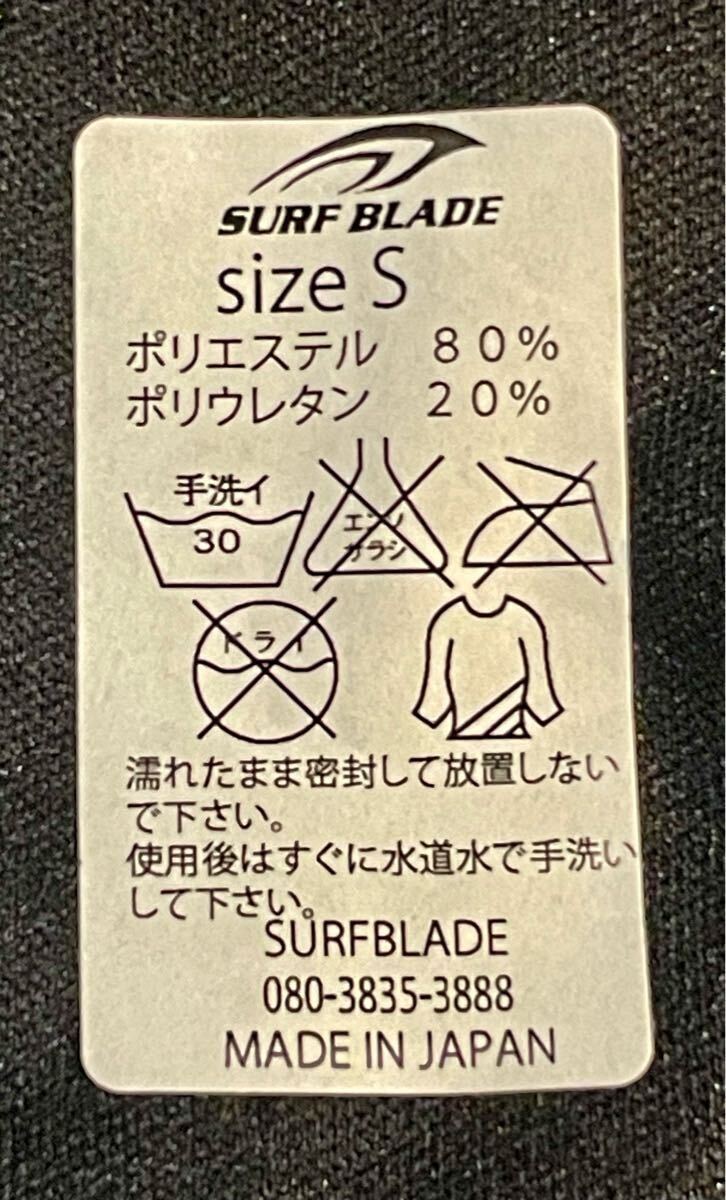 SURF BLADE
size S
ポリエステル 80%
ポリウレタン 20%
手洗イ
30
エンソ
サラシ
ドライ
濡れたまま密封して放置しない
で下さい。
使用後はすぐに水道水で手洗い
して下さい。
SURFBLADE
080-3835-3888
MADE IN JAPAN